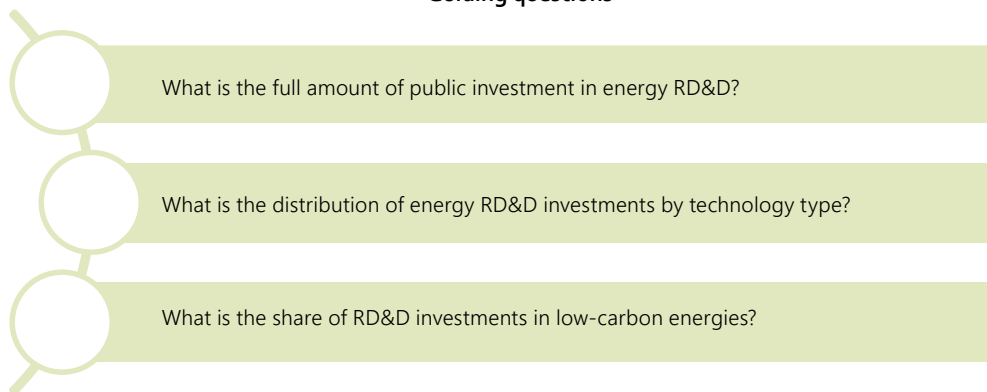 Guiding questions
What is the full amount of public investment in energy RD&D?
What is the distribution of energy RD&D investments by technology type?
What is the share of RD&D investments in low-carbon energies?